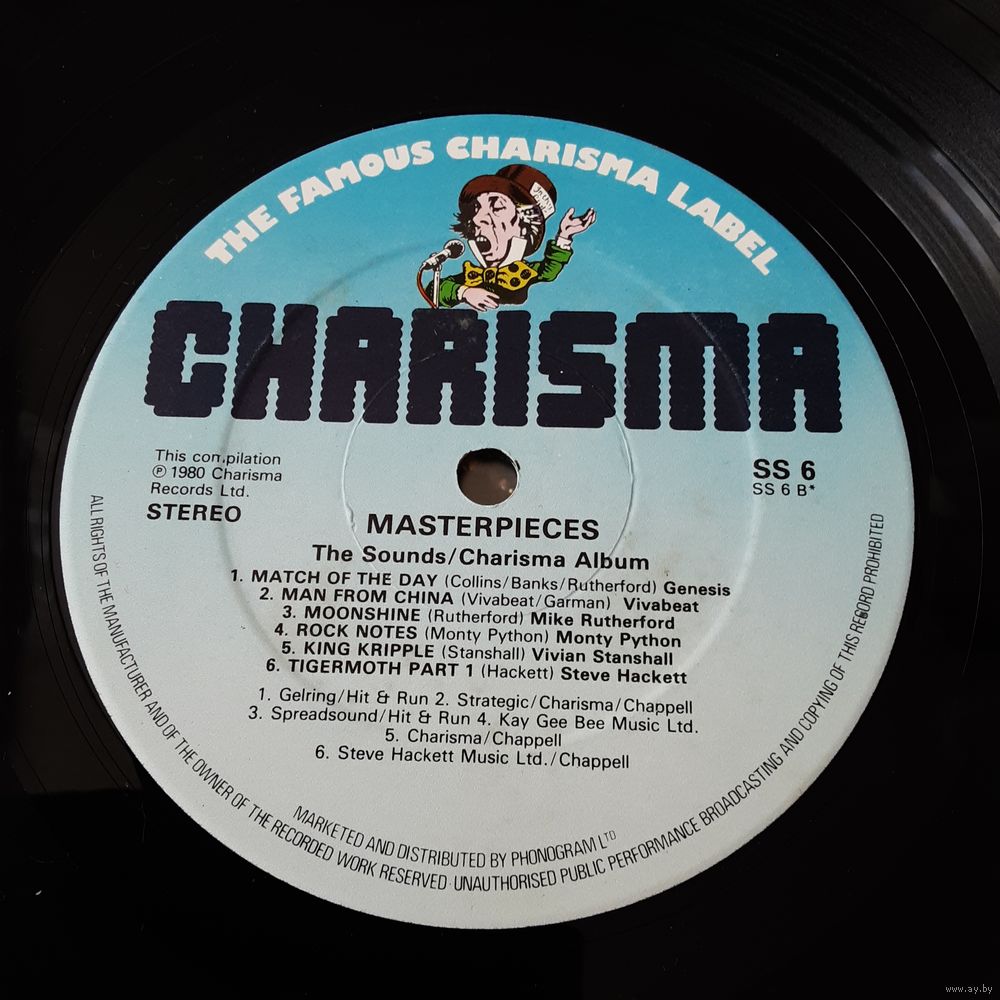 THE FAMOUS CHARISMA LABEL
CHARISMA
This compilation
℗ 1980 Charisma
Records Ltd.
STEREO
SS 6
SS 6 B*
MASTERPIECES
The Sounds/Charisma Album
1. MATCH OF THE DAY (Collins/Banks/Rutherford) Genesis
2. MAN FROM CHINA (Vivabeat/Garman) Vivabeat
3. MOONSHINE (Rutherford) Mike Rutherford
4. ROCK NOTES (Monty Python) Monty Python
5. KING KRIPPLE (Stanshall) Vivian Stanshall
6. TIGERMOTH PART 1 (Hackett) Steve Hackett
1. Gelring/Hit & Run 2. Strategic/Charisma/Chappell
3. Spreadsound/Hit & Run 4. Kay Gee Bee Music Ltd.
5. Charisma/Chappell
6. Steve Hackett Music Ltd./Chappell
MARKETED AND DISTRIBUTED BY PHONOGRAM LTD
ALL RIGHTS OF THE MANUFACTURER AND OF THE OWNER OF THE RECORDED WORK RESERVED · UNAUTHORISED PUBLIC PERFORMANCE BROADCASTING AND COPYING OF THIS RECORD PROHIBITED
www.ay.by